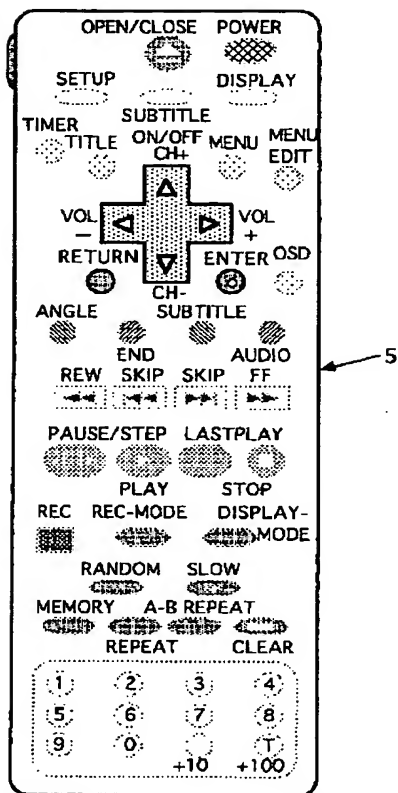 OPEN/CLOSE POWER
SETUP DISPLAY
SUBTITLE
TIMER ON/OFF MENU
TITLE CH+ MENU EDIT
VOL - VOL +
RETURN ENTER OSD
CH-
ANGLE SUBTITLE
END AUDIO
REW SKIP SKIP FF
5
PAUSE/STEP LASTPLAY
PLAY STOP
REC REC-MODE DISPLAY-
MODE
RANDOM SLOW
MEMORY A-B REPEAT
REPEAT CLEAR
1 2 3 4
5 6 7 8
9 0 T
+10 +100